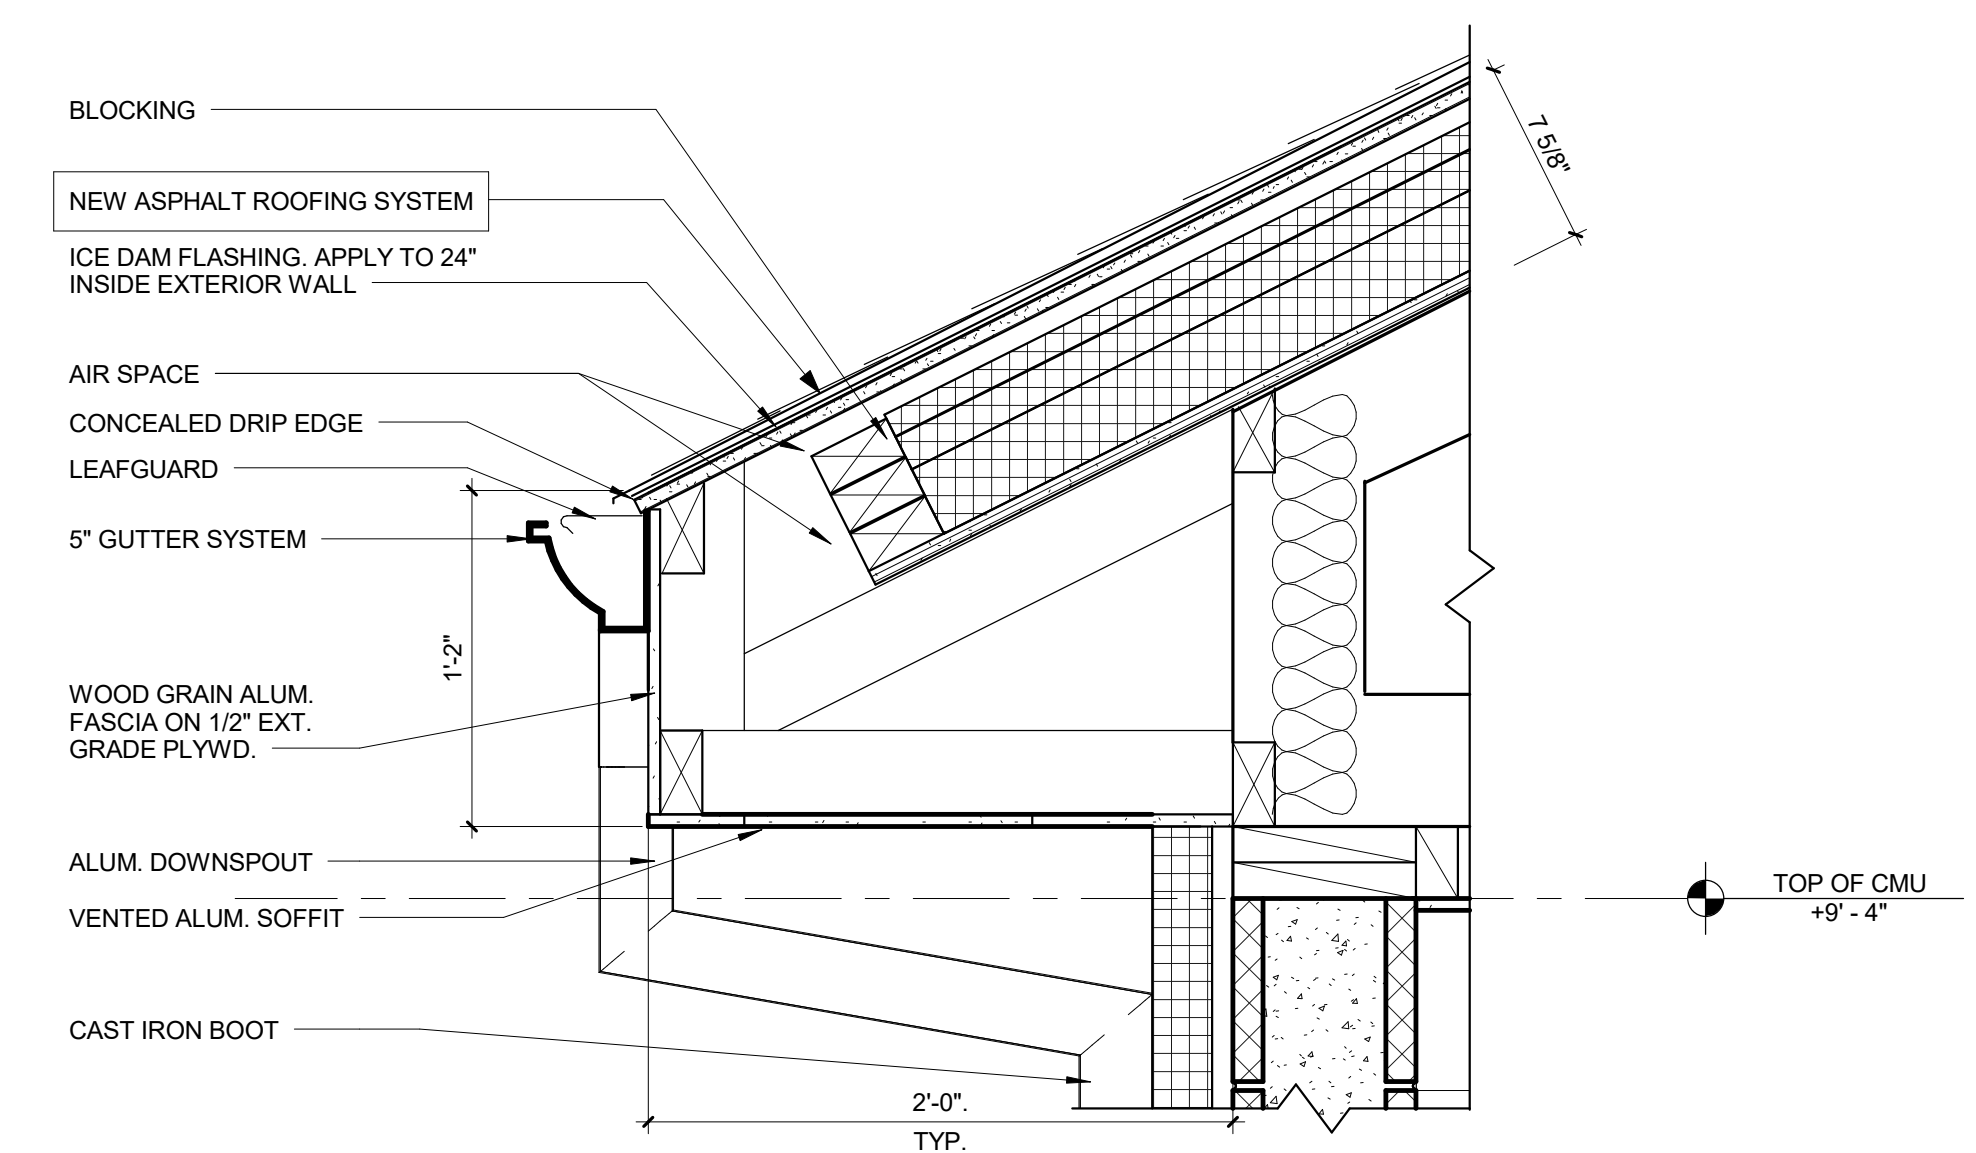 BLOCKING
NEW ASPHALT ROOFING SYSTEM
ICE DAM FLASHING. APPLY TO 24"
INSIDE EXTERIOR WALL
AIR SPACE
CONCEALED DRIP EDGE
LEAFGUARD
5" GUTTER SYSTEM
WOOD GRAIN ALUM.
FASCIA ON 1/2" EXT.
GRADE PLYWD.
ALUM. DOWNSPOUT
VENTED ALUM. SOFFIT
CAST IRON BOOT
1'-2"
2'-0".
TYP.
7 5/8"
TOP OF CMU
+9' - 4"